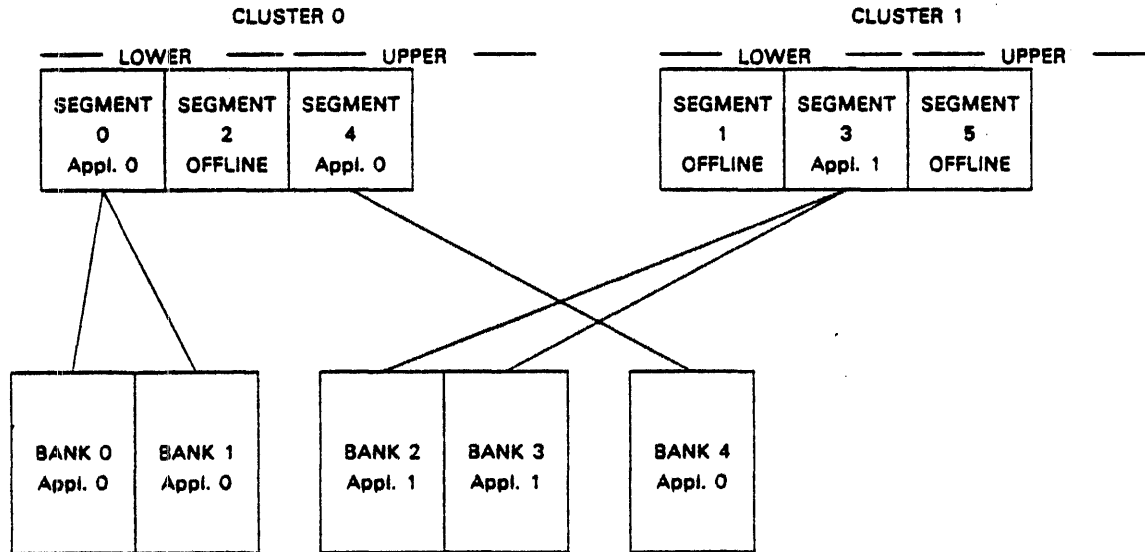 CLUSTER 0
CLUSTER 1
LOWER UPPER
LOWER UPPER
SEGMENT
0
Appl. 0
SEGMENT
2
OFFLINE
SEGMENT
4
Appl. 0
SEGMENT
1
OFFLINE
SEGMENT
3
Appl. 1
SEGMENT
5
OFFLINE
BANK 0
Appl. 0
BANK 1
Appl. 0
BANK 2
Appl. 1
BANK 3
Appl. 1
BANK 4
Appl. 0